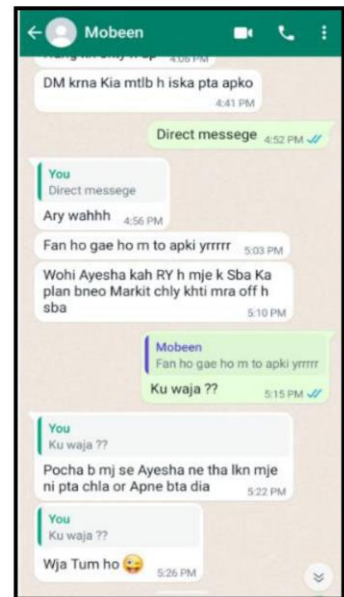 Mobeen
4:06 PM
DM krna Kia mtlb h iska pta apko
4:41 PM
Direct messege 4:52 PM
You
Direct messege
Ary wahhh 4:56 PM
Fan ho gae ho m to apki yrrrrr 5:03 PM
Wohi Ayesha kah RY h mje k Sba Ka
plan bneo Markit chly khti mra off h
sba
5:10 PM
Mobeen
Fan ho gae ho m to apki yrrrrr
Ku waja ?? 5:15 PM
You
Ku waja ??
Pocha b mj se Ayesha ne tha lkn mje
ni pta chla or Apne bta dia 5:22 PM
You
Ku waja ??
Wja Tum ho 😜 5:26 PM